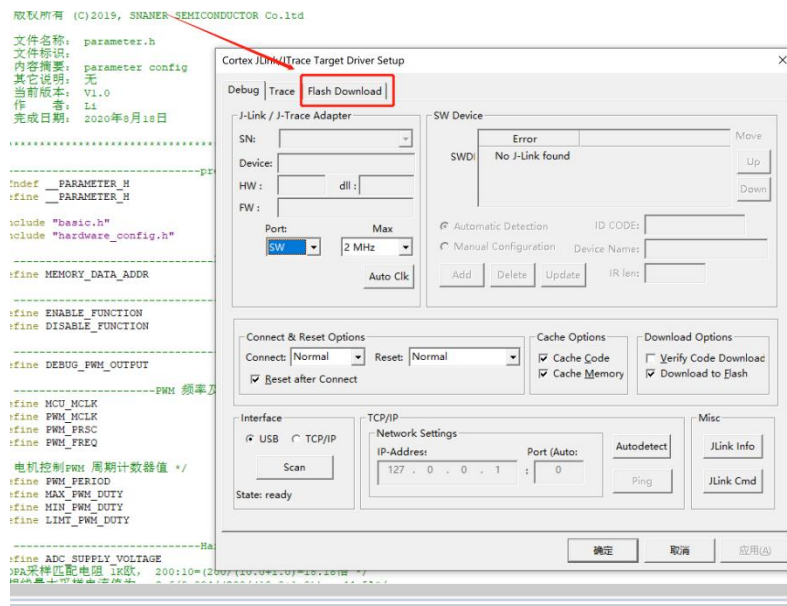 版权所有 (C)2019, SNANER SEMICONDUCTOR Co.ltd
文件名称: parameter.h
文件标识:
内容摘要: parameter config
其它说明: 无
当前版本: V1.0
作 者: Li
完成日期: 2020年8月18日
fndef __PARAMETER_H
efine __PARAMETER_H
nclude "basic.h"
nclude "hardware_config.h"
efine MEMORY_DATA_ADDR
efine ENABLE_FUNCTION
efine DISABLE_FUNCTION
efine DEBUG_PWM_OUTPUT
PWM 频率及
efine MCU_MCLK
efine PWM_MCLK
efine PWM_PRSC
efine PWM_FREQ
电机控制PWM 周期计数器值 */
efine PWM_PERIOD
efine MAX_PWM_DUTY
efine MIN_PWM_DUTY
efine LIMT_PWM_DUTY
efine ADC_SUPPLY_VOLTAGE
Cortex JLink/JTrace Target Driver Setup
Debug Trace Flash Download
J-Link / J-Trace Adapter
SN:
Device:
HW : dll :
FW :
Port: Max
SW 2 MHz
Auto Clk
SW Device
Error Move
SWDI No J-Link found Up
Down
Automatic Detection ID CODE:
Manual Configuration Device Name:
Add Delete Update IR len:
Connect & Reset Options
Connect: Normal Reset: Normal
Reset after Connect
Cache Options
Cache Code
Cache Memory
Download Options
Verify Code Download
Download to Flash
Interface
USB TCP/IP
Scan
State: ready
TCP/IP
Network Settings
IP-Address: Port (Auto:
127 . 0 . 0 . 1 : 0
Autodetect
Ping
Misc
JLink Info
JLink Cmd
确定 取消 应用(A)